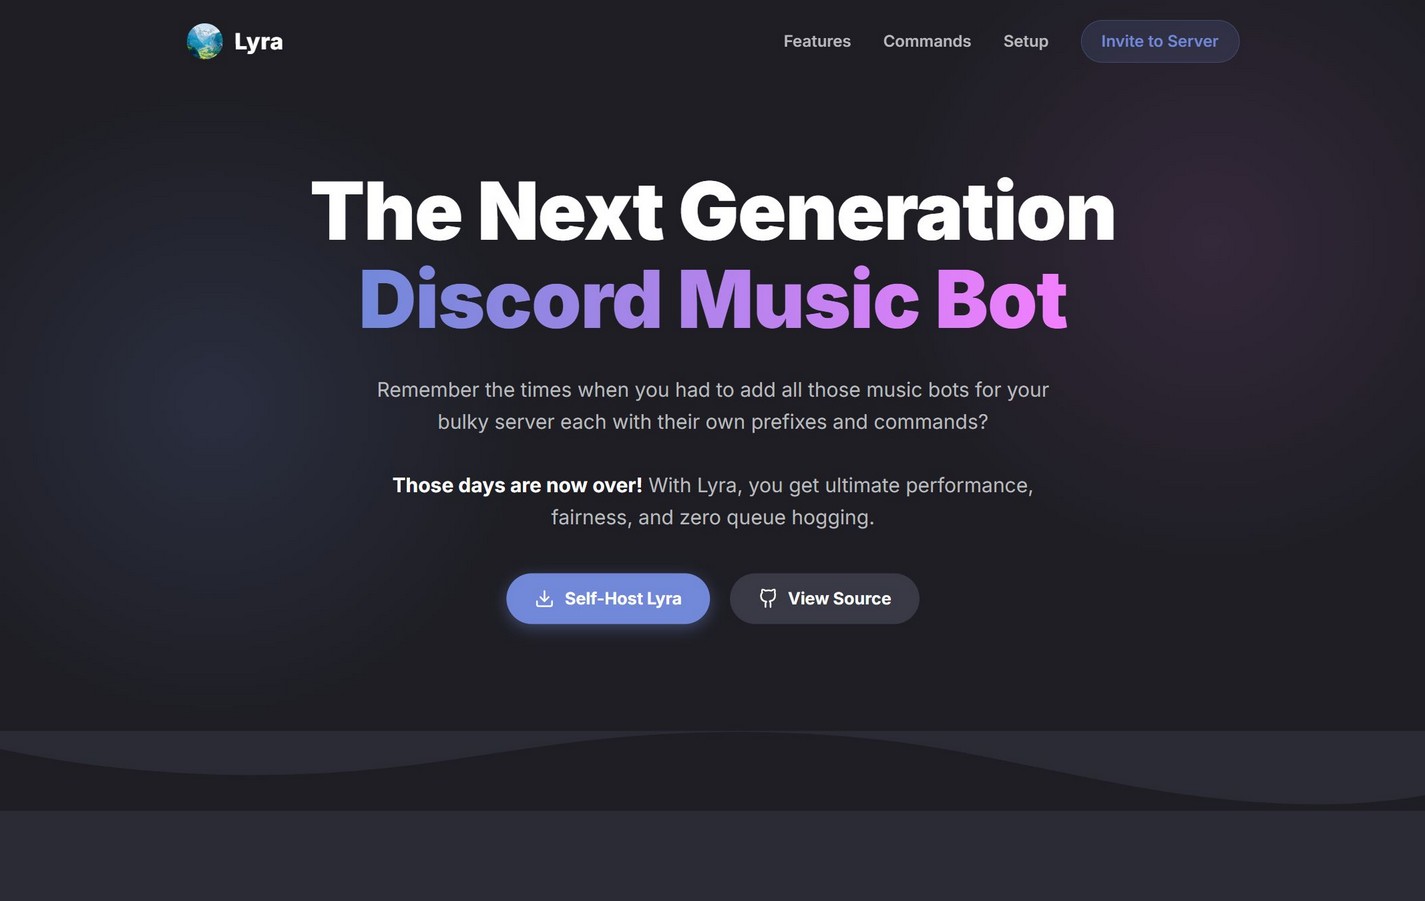 Lyra
Features
Commands
Setup
Invite to Server
The Next Generation
Discord Music Bot
Remember the times when you had to add all those music bots for your
bulky server each with their own prefixes and commands?
Those days are now over! With Lyra, you get ultimate performance,
fairness, and zero queue hogging.
Self-Host Lyra
View Source